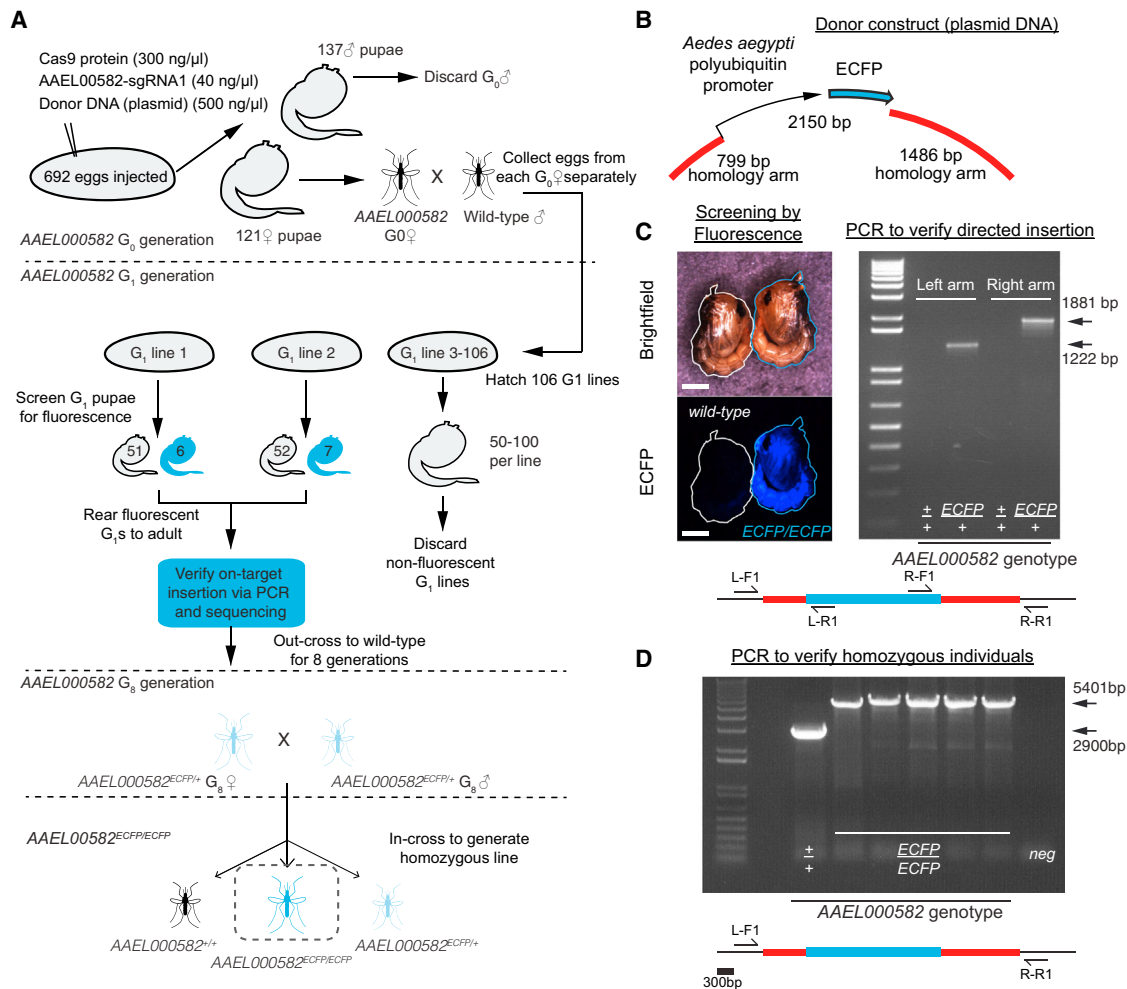 A
Cas9 protein (300 ng/µl)
AAEL00582-sgRNA1 (40 ng/µl)
Donor DNA (plasmid) (500 ng/µl)
692 eggs injected
137♂ pupae
Discard G0♂
121♀ pupae
X
AAEL000582
G0♀
Wild-type ♂
Collect eggs from
each G0♀ separately
AAEL000582 G0 generation
AAEL000582 G1 generation
G1 line 1
G1 line 2
G1 line 3-106
Hatch 106 G1 lines
Screen G1 pupae
for fluorescence
51
6
52
7
50-100
per line
Rear fluorescent
G1s to adult
Discard
non-fluorescent
G1 lines
Verify on-target
insertion via PCR
and sequencing
Out-cross to wild-type
for 8 generations
AAEL000582 G8 generation
X
AAEL000582ECFP/+ G8 ♀
AAEL000582ECFP/+ G8 ♂
AAEL00582ECFP/ECFP
In-cross to generate
homozygous line
AAEL000582+/+
AAEL000582ECFP/ECFP
AAEL000582ECFP/+
B
Donor construct (plasmid DNA)
Aedes aegypti
polyubiquitin
promoter
ECFP
2150 bp
799 bp
homology arm
1486 bp
homology arm
C
Screening by
Fluorescence
Brightfield
ECFP
wild-type
ECFP/ECFP
PCR to verify directed insertion
Left arm
Right arm
1881 bp
1222 bp
+
+
ECFP
+
+
+
ECFP
+
AAEL000582 genotype
L-F1
R-F1
L-R1
R-R1
D
PCR to verify homozygous individuals
5401bp
2900bp
+
+
ECFP
ECFP
neg
AAEL000582 genotype
L-F1
R-R1
300bp